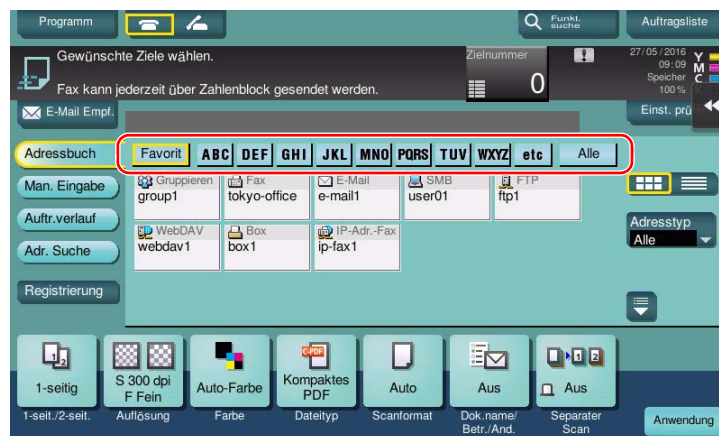 Programm
Funkt.
suche
Auftragsliste
Gewünschte Ziele wählen.
Fax kann jederzeit über Zahlenblock gesendet werden.
Zielnummer
0
27/05/2016
09:09
Speicher
100 %
Y
M
C
E-Mail Empf.
Einst. prü
Adressbuch
Favorit ABC DEF GHI JKL MNO PQRS TUV WXYZ etc Alle
Man. Eingabe
Auftr.verlauf
Adr. Suche
Registrierung
Gruppieren
group1
Fax
tokyo-office
E-Mail
e-mail1
SMB
user01
FTP
ftp1
WebDAV
webdav1
Box
box1
IP-Adr.-Fax
ip-fax1
Adresstyp
Alle
1-seitig
S 300 dpi
F Fein
Auto-Farbe
Kompaktes
PDF
Auto
Aus
Aus
1-seit./2-seit.
Auflösung
Farbe
Dateityp
Scanformat
Dok.name/
Betr./And.
Separater
Scan
Anwendung